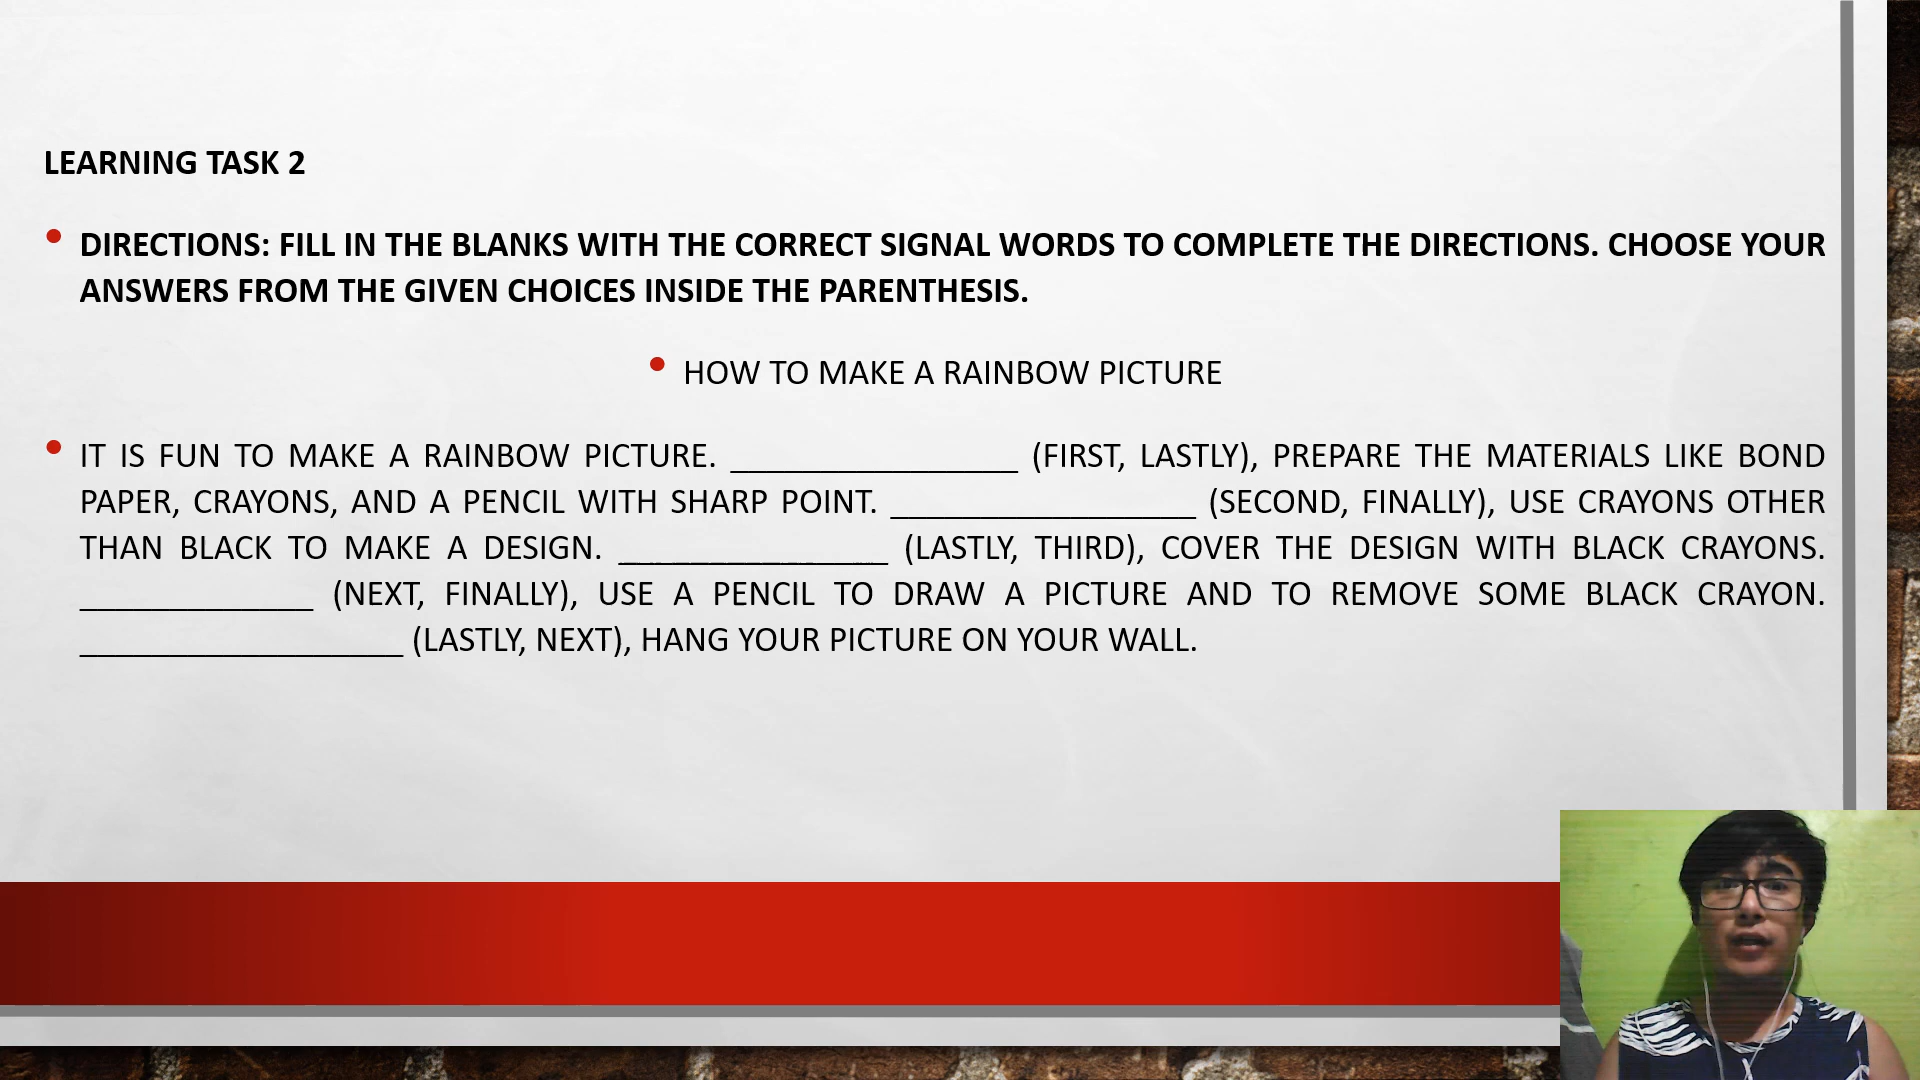 LEARNING TASK 2
• DIRECTIONS: FILL IN THE BLANKS WITH THE CORRECT SIGNAL WORDS TO COMPLETE THE DIRECTIONS. CHOOSE YOUR
ANSWERS FROM THE GIVEN CHOICES INSIDE THE PARENTHESIS.
• HOW TO MAKE A RAINBOW PICTURE
• IT IS FUN TO MAKE A RAINBOW PICTURE. ________________ (FIRST, LASTLY), PREPARE THE MATERIALS LIKE BOND
PAPER, CRAYONS, AND A PENCIL WITH SHARP POINT. _________________ (SECOND, FINALLY), USE CRAYONS OTHER
THAN BLACK TO MAKE A DESIGN. _______________ (LASTLY, THIRD), COVER THE DESIGN WITH BLACK CRAYONS.
_____________ (NEXT, FINALLY), USE A PENCIL TO DRAW A PICTURE AND TO REMOVE SOME BLACK CRAYON.
__________________ (LASTLY, NEXT), HANG YOUR PICTURE ON YOUR WALL.